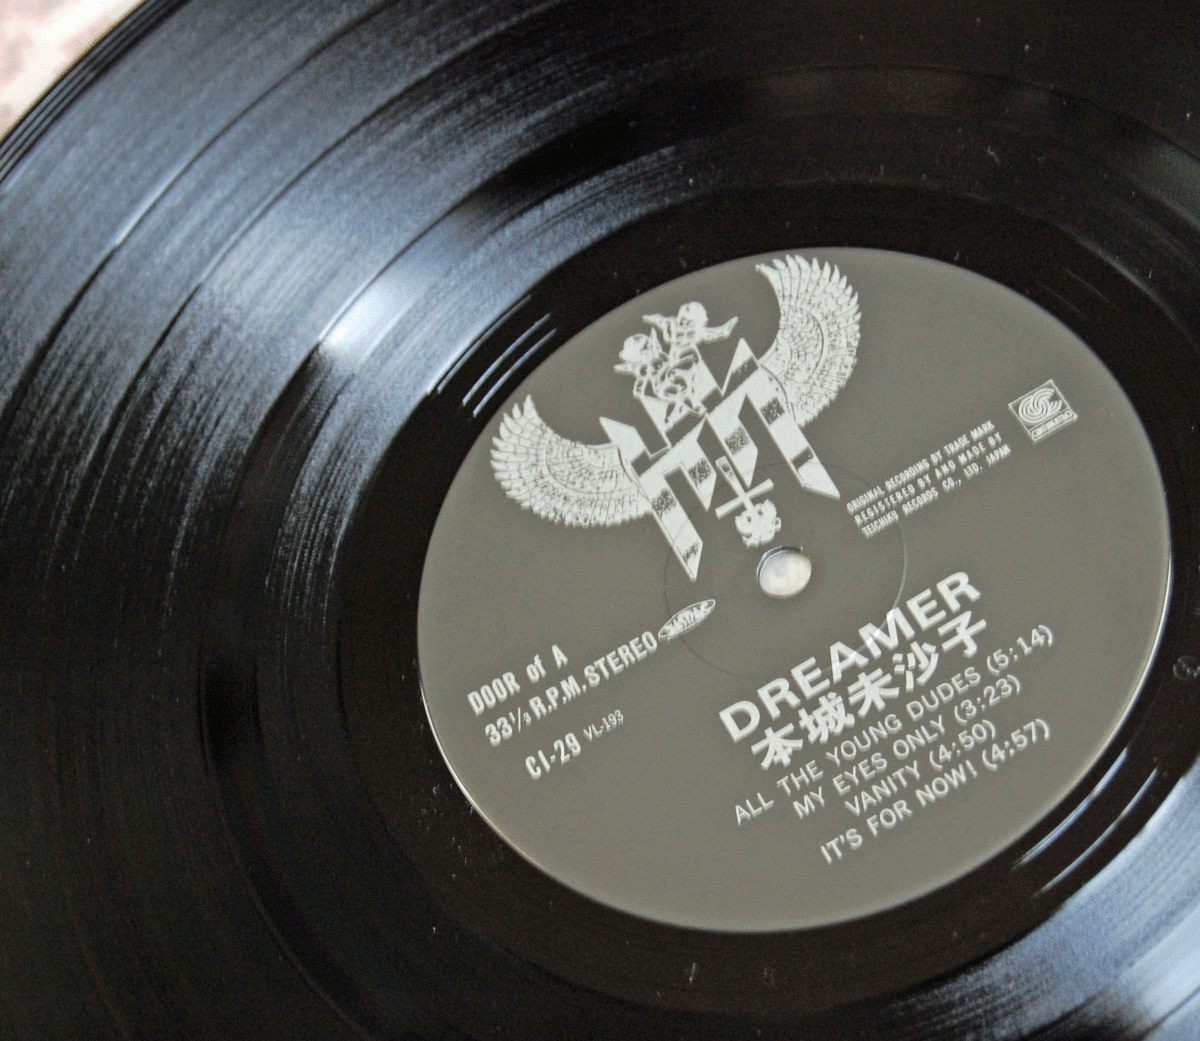 ORIGINAL RECORDING BY TRADE MARK
REGISTERED BY AND MADE BY
TEICHIKU RECORDS CO., LTD. JAPAN
DOOR of A
33 1/3 R.P.M. STEREO
CI-29 VL-193
DREAMER
本城未沙子
ALL THE YOUNG DUDES (5:14)
MY EYES ONLY (3:23)
VANITY (4:50)
IT'S FOR NOW! (4:57)